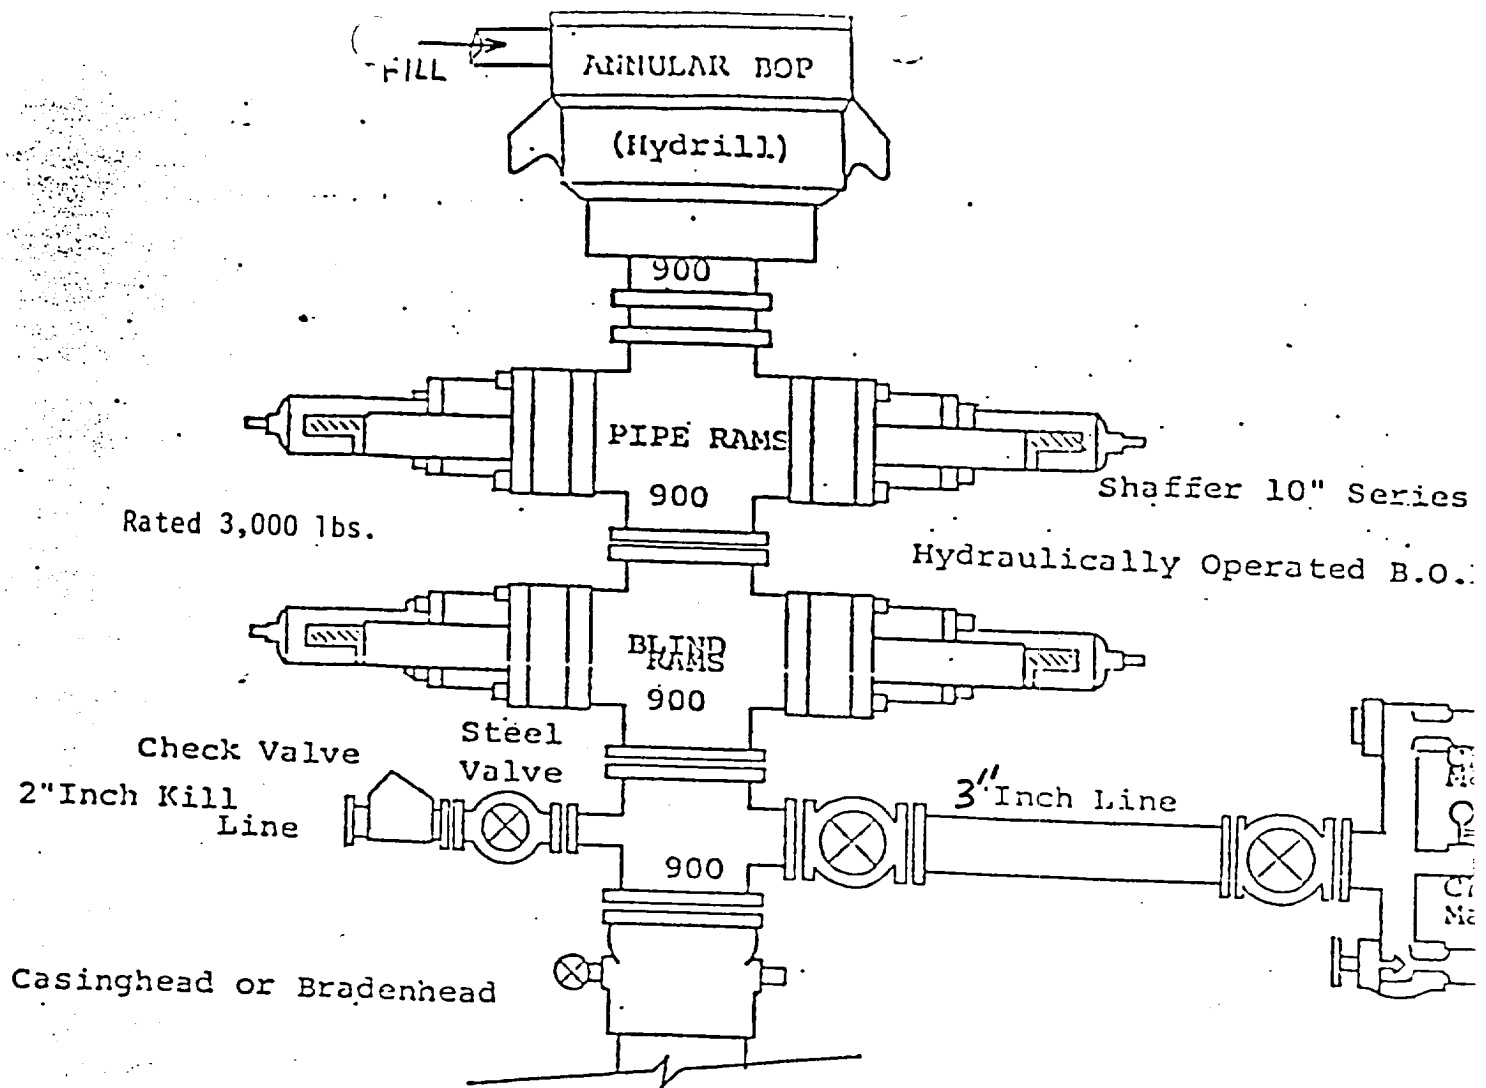 FILL
ANNULAR BOP
(Hydrill)
900
PIPE RAMS
900
Shaffer 10" Series
Rated 3,000 lbs.
Hydraulically Operated B.O.
BLIND
RAMS
900
Check Valve
Steel
Valve
2"Inch Kill
Line
3"Inch Line
900
Casinghead or Bradenhead